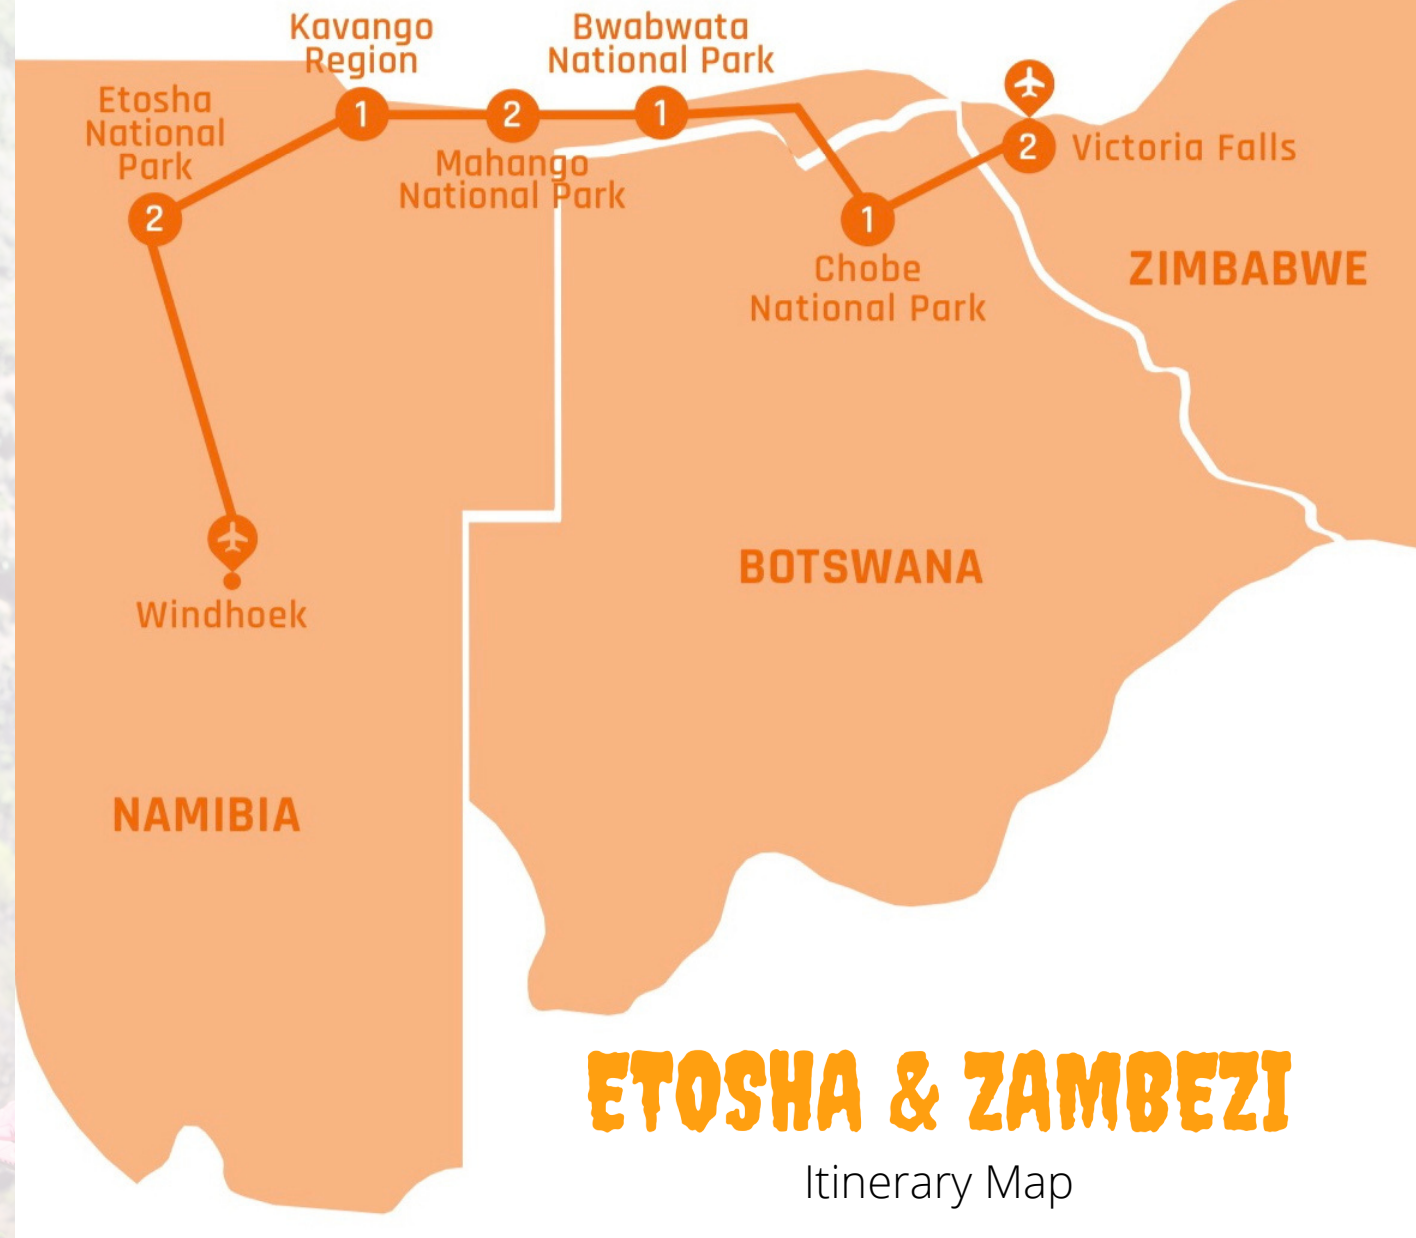 Kavango
Region
Bwabwata
National Park
Etosha
National
Park
1
2
1
Mahango
National Park
2
Victoria Falls
2
1
Chobe
National Park
ZIMBABWE
BOTSWANA
Windhoek
NAMIBIA
ETOSHA & ZAMBEZI
Itinerary Map